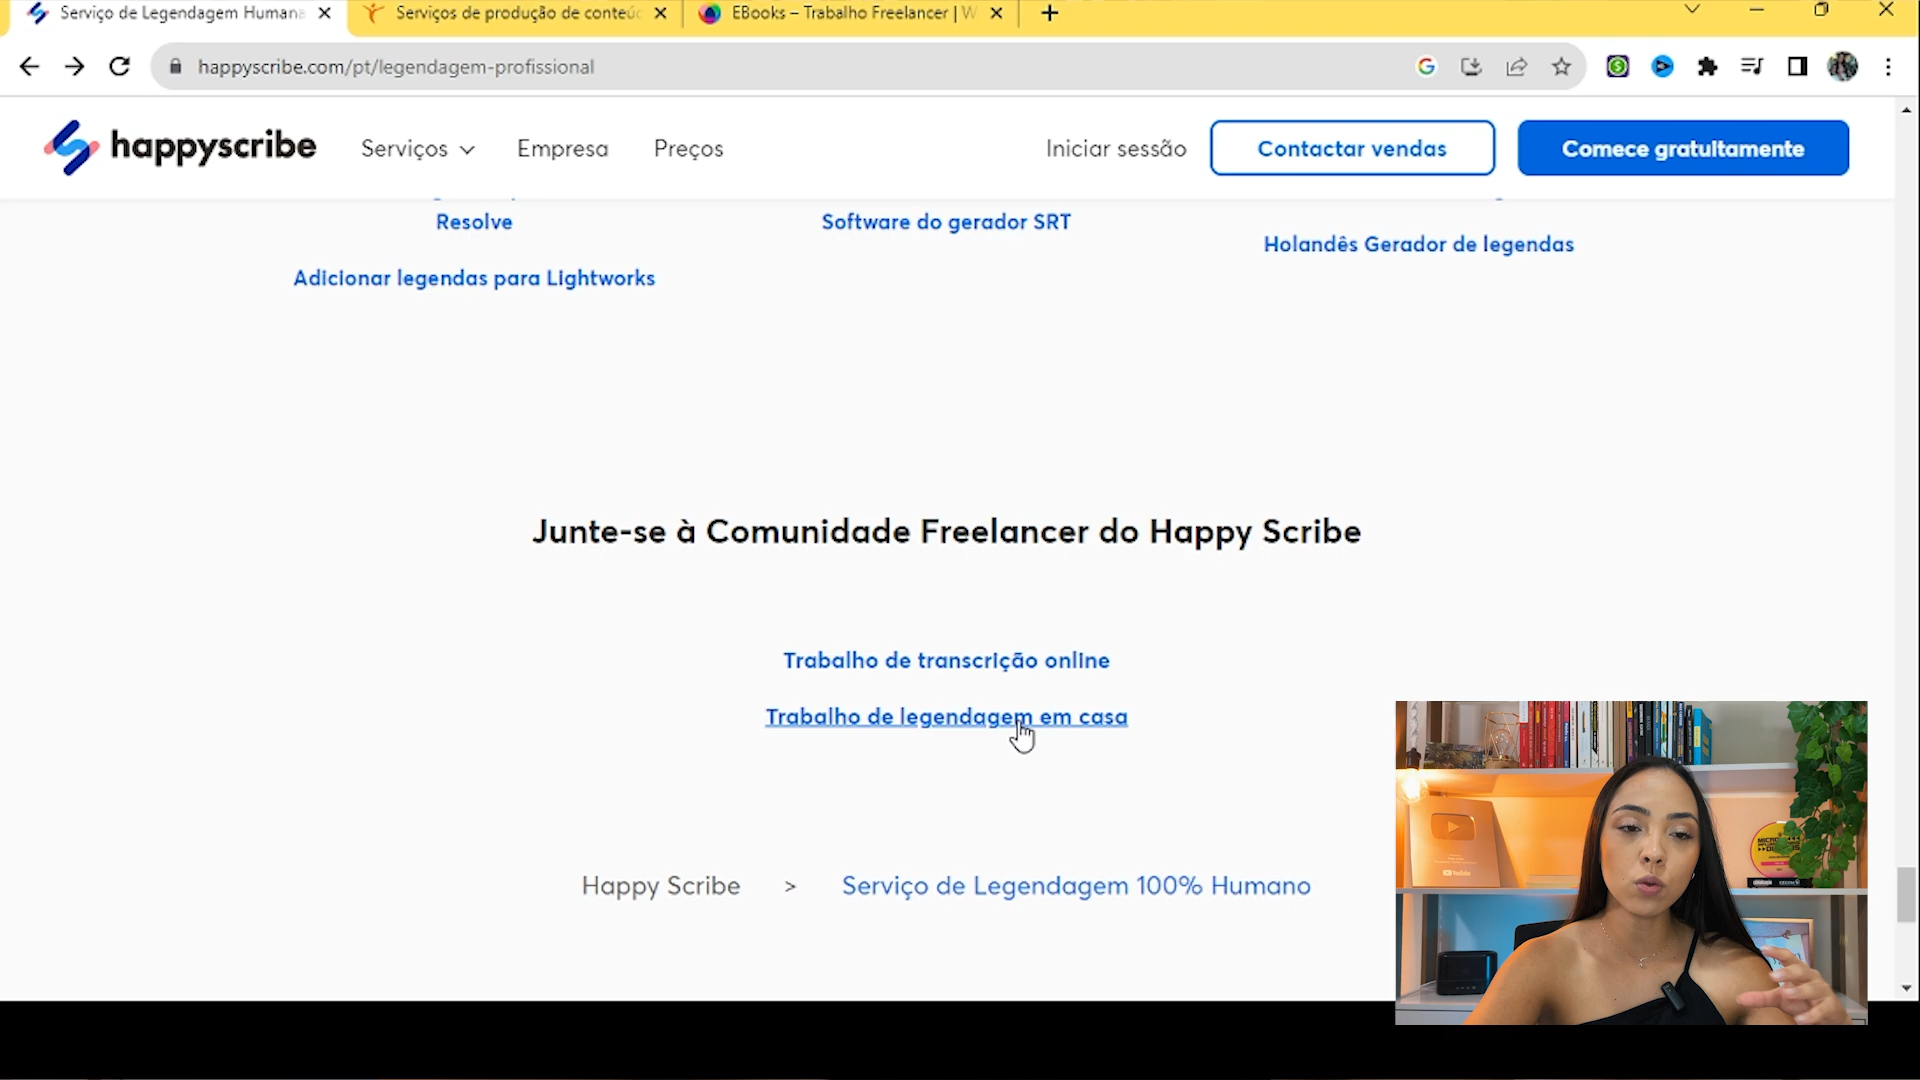 Serviço de Legendagem Humana
Serviços de produção de conteú
EBooks – Trabalho Freelancer | W
happyscribe.com/pt/legendagem-profissional
happyscribe
Serviços
Empresa
Preços
Iniciar sessão
Contactar vendas
Comece gratuitamente
Resolve
Software do gerador SRT
Holandês Gerador de legendas
Adicionar legendas para Lightworks
Junte-se à Comunidade Freelancer do Happy Scribe
Trabalho de transcrição online
Trabalho de legendagem em casa
Happy Scribe > Serviço de Legendagem 100% Humano
YouTube